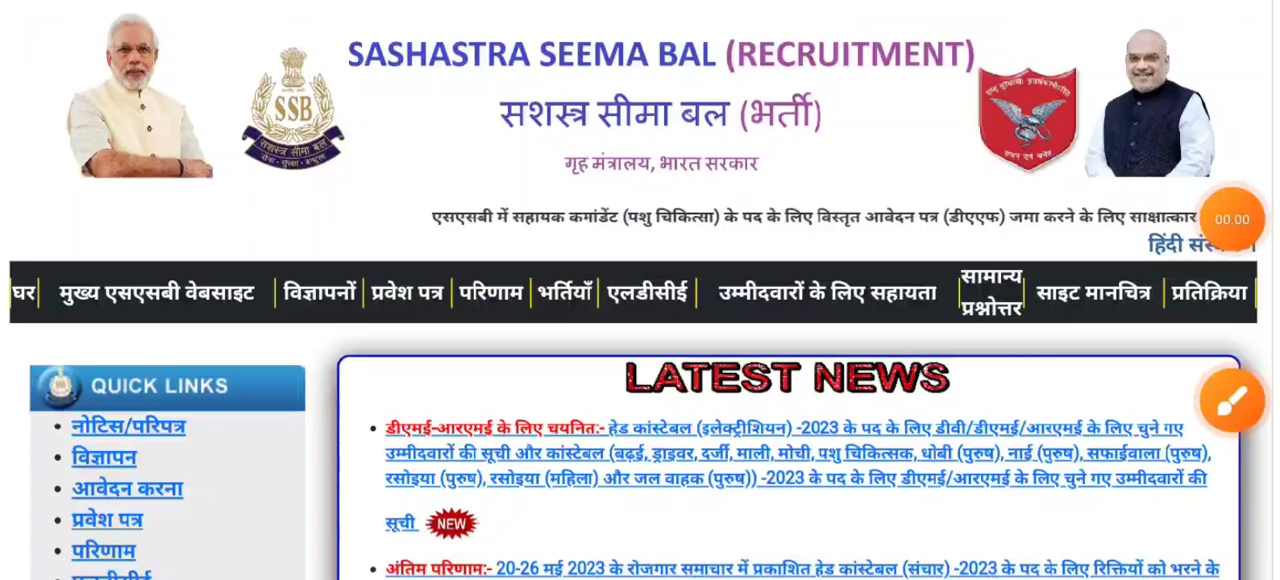 SASHASTRA SEEMA BAL (RECRUITMENT)
सशस्त्र सीमा बल (भर्ती)
गृह मंत्रालय, भारत सरकार
SSB
सशस्त्र सीमा बल
सेवा - सुरक्षा - बन्धुत्व
एसएसबी में सहायक कमांडेंट (पशु चिकित्सा) के पद के लिए विस्तृत आवेदन पत्र (डीएएफ) जमा करने के लिए साक्षात्कार
00:00
हिंदी
घर
मुख्य एसएसबी वेबसाइट
विज्ञापनों
प्रवेश पत्र
परिणाम
भर्तियाँ
एलडीसीई
उम्मीदवारों के लिए सहायता
सामान्य
प्रश्नोत्तर
साइट मानचित्र
प्रतिक्रिया
QUICK LINKS
नोटिस/परिपत्र
विज्ञापन
आवेदन करना
प्रवेश पत्र
परिणाम
LATEST NEWS
डीएमई-आरएमई के लिए चयनित:- हेड कांस्टेबल (इलेक्ट्रीशियन) -2023 के पद के लिए डीवी/डीएमई/आरएमई के लिए चुने गए
उम्मीदवारों की सूची और कांस्टेबल (बढ़ई, ड्राइवर, दर्जी, माली, मोची, पशु चिकित्सक, धोबी (पुरुष), नाई (पुरुष), सफाईवाला (पुरुष),
रसोइया (पुरुष), रसोइया (महिला) और जल वाहक (पुरुष)) -2023 के पद के लिए डीएमई/आरएमई के लिए चुने गए उम्मीदवारों की
सूची NEW
अंतिम परिणाम:- 20-26 मई 2023 के रोजगार समाचार में प्रकाशित हेड कांस्टेबल (संचार) -2023 के पद के लिए रिक्तियों को भरने के